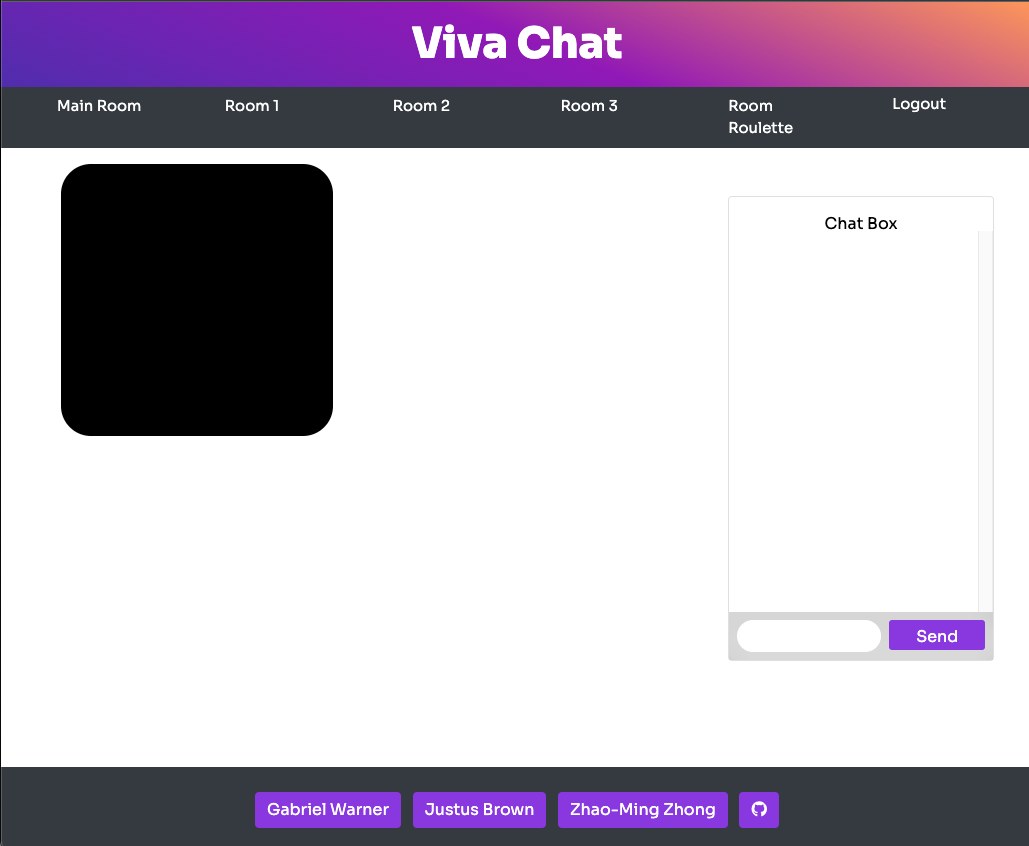 Viva Chat
Main Room
Room 1
Room 2
Room 3
Room
Roulette
Logout
Chat Box
Send
Gabriel Warner
Justus Brown
Zhao-Ming Zhong